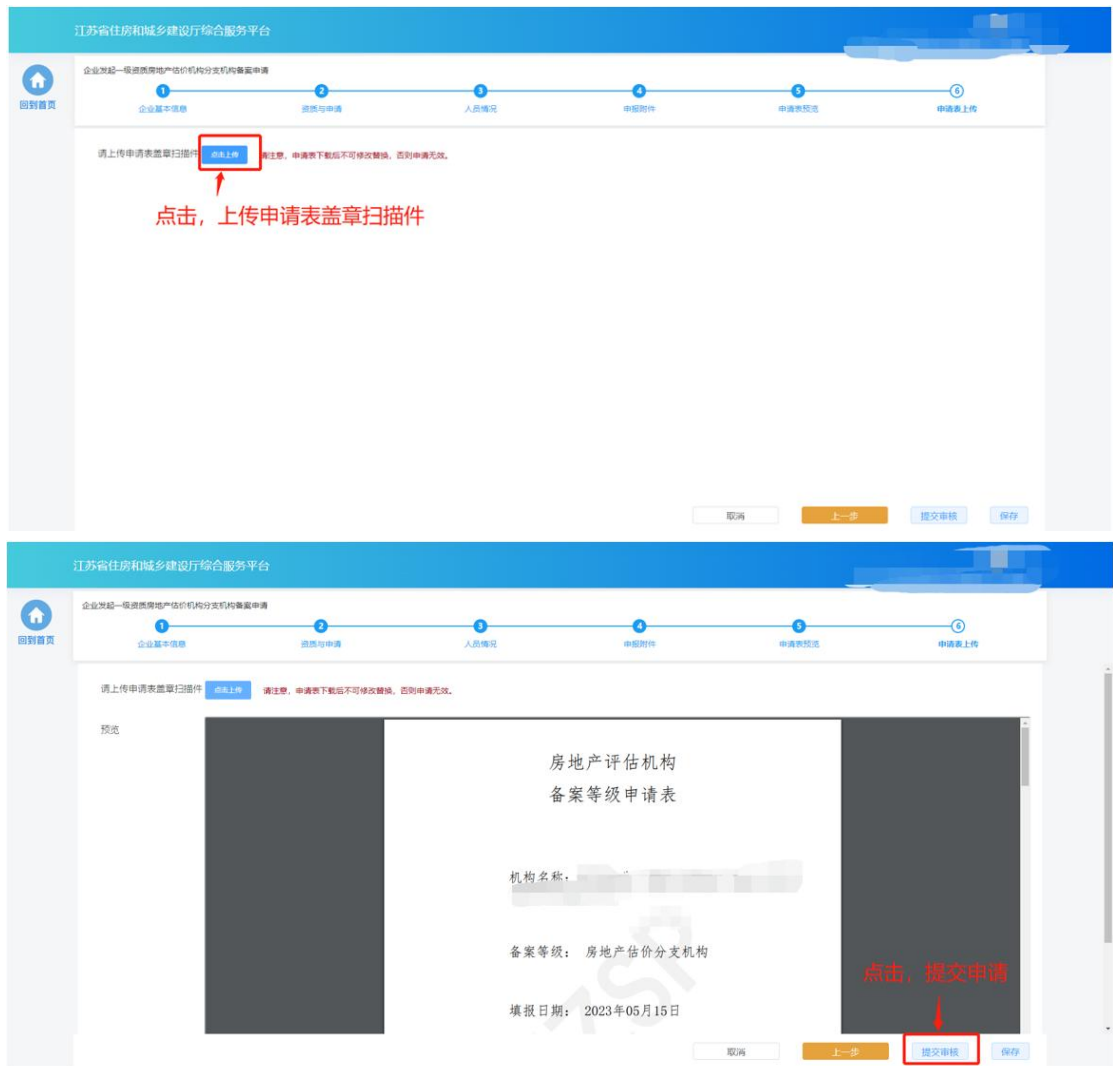 江苏省住房和城乡建设厅综合服务平台
回到首页
企业发起一级资质房地产估价机构分支机构备案申请
1 2 3 4 5 6
企业基本信息 资质与申请 人员情况 申报附件 申请表预览 申请表上传
请上传申请表盖章扫描件 点击上传 请注意,申请表下载后不可修改替换,否则申请无效。
点击,上传申请表盖章扫描件
取消 上一步 提交审核 保存
江苏省住房和城乡建设厅综合服务平台
回到首页
企业发起一级资质房地产估价机构分支机构备案申请
1 2 3 4 5 6
企业基本信息 资质与申请 人员情况 申报附件 申请表预览 申请表上传
请上传申请表盖章扫描件 点击上传 请注意,申请表下载后不可修改替换,否则申请无效。
预览
房地产评估机构
备案等级申请表
机构名称:
备案等级: 房地产估价分支机构
点击,提交申请
填报日期: 2023年05月15日
取消 上一步 提交审核 保存